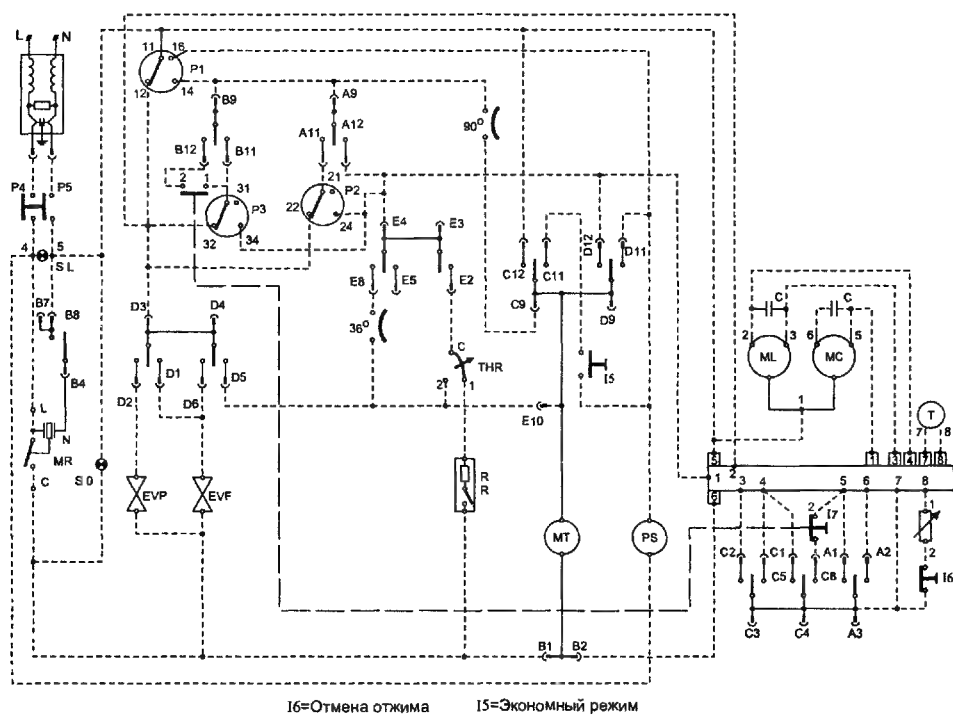 L N
11 16
P1
12 14
B9 A9
90°
B12 B11 A11 A12
2 31 21 P2
P3
22 24
32 34
P4 P5
4 5
SL
E4 E3
C12 C11 D12 D11
E8 E5 E2
C9 D9
B7 B8
D3 D4
36°
C
THR
2 1
I5
B4
D1 D5
D2 D6
E10
L
N
MR
C
S0
EVP EVF
R
R
MT PS
C C
2 3 6 5
ML MC
1
T
7 8
5 1 3 4 7 8
1 2
6 3 4 5 6 7 8
2 I7
1
C2 C1 A1 A2
C5 C8
2
I6
C3 C4 A3
B1 B2
I6=Отмена отжима I5=Экономный режим